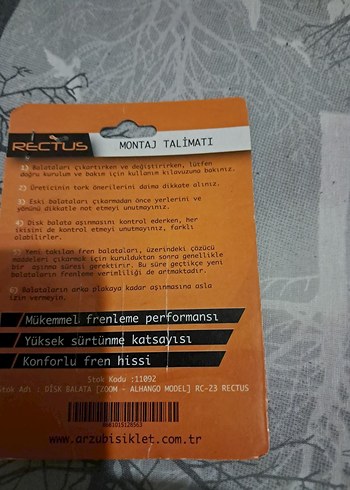 RECTUS
MONTAJ TALİMATI
1) Balataları çıkartırken ve değiştirirken, lütfen
doğru kurulum ve bakım için kullanım kılavuzuna bakınız.
2) Üreticinin tork önerilerini daima dikkate alınız.
3) Eski balataları çıkarmadan önce yerlerini ve
yönünü dikkatle not etmeyi unutmayınız.
4) Disk balata aşınmasını kontrol ederken, her
ikisini de kontrol etmeyi unutmayınız, farklı
olabilirler.
Yeni takılan fren balataları, üzerindeki çözücü
maddeleri çıkarmak için kurulduktan sonra genellikle
bir aşınma süresi gerektirir. Bu süre geçtikçe yeni
balataların frenleme verimliliği de artmaktadır.
Balataların arka plakaya kadar aşınmasına asla
izin vermeyin.
Mükemmel frenleme performansı
Yüksek sürtünme katsayısı
Konforlu fren hissi
Stok Kodu :11092
Stok Adı : DİSK BALATA [ZOOM - ALHANGO MODEL] RC-23 RECTUS
www.arzubisiklet.com.tr